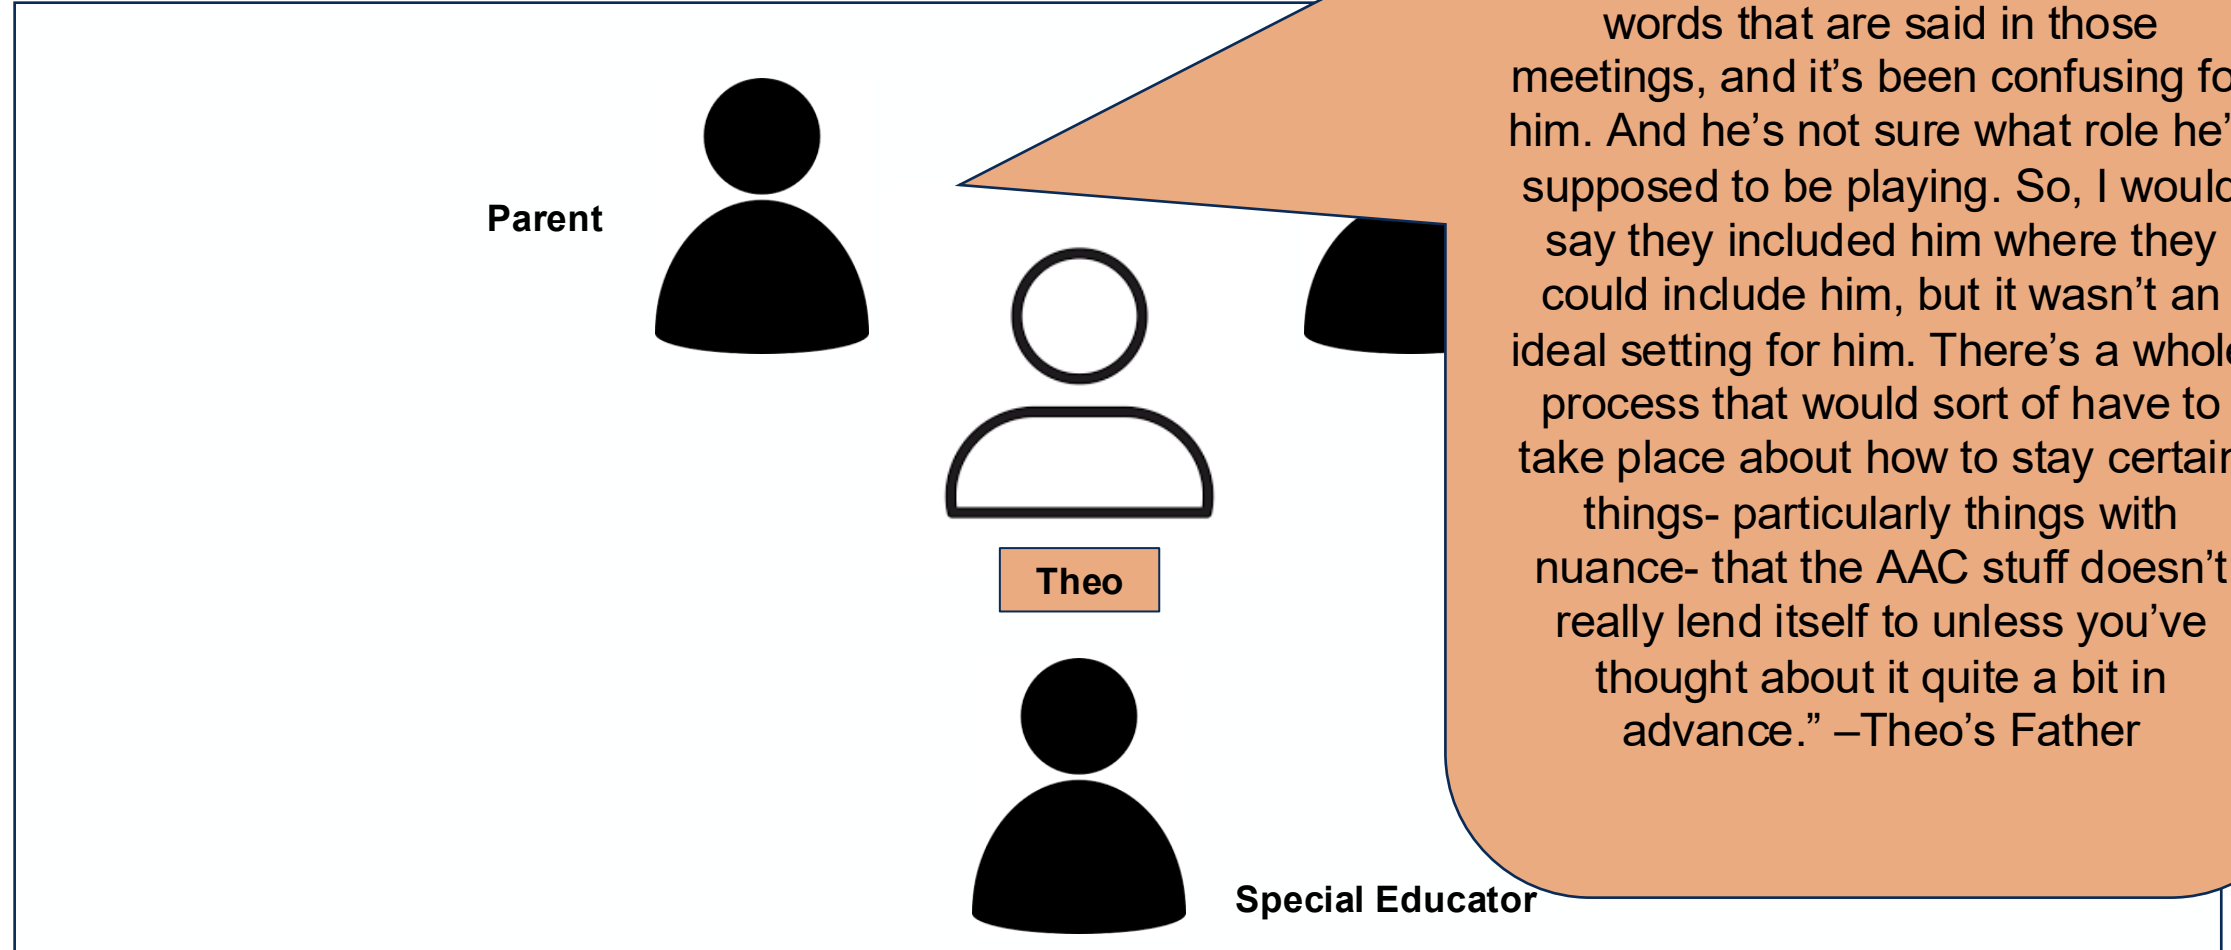 Parent
words that are said in those
meetings, and it's been confusing fo
him. And he's not sure what role he'
supposed to be playing. So, I would
say they included him where they
could include him, but it wasn't an
ideal setting for him. There's a whole
process that would sort of have to
take place about how to stay certain
things- particularly things with
nuance- that the AAC stuff doesn't
really lend itself to unless you've
thought about it quite a bit in
advance.” –Theo's Father
Theo
Special Educator